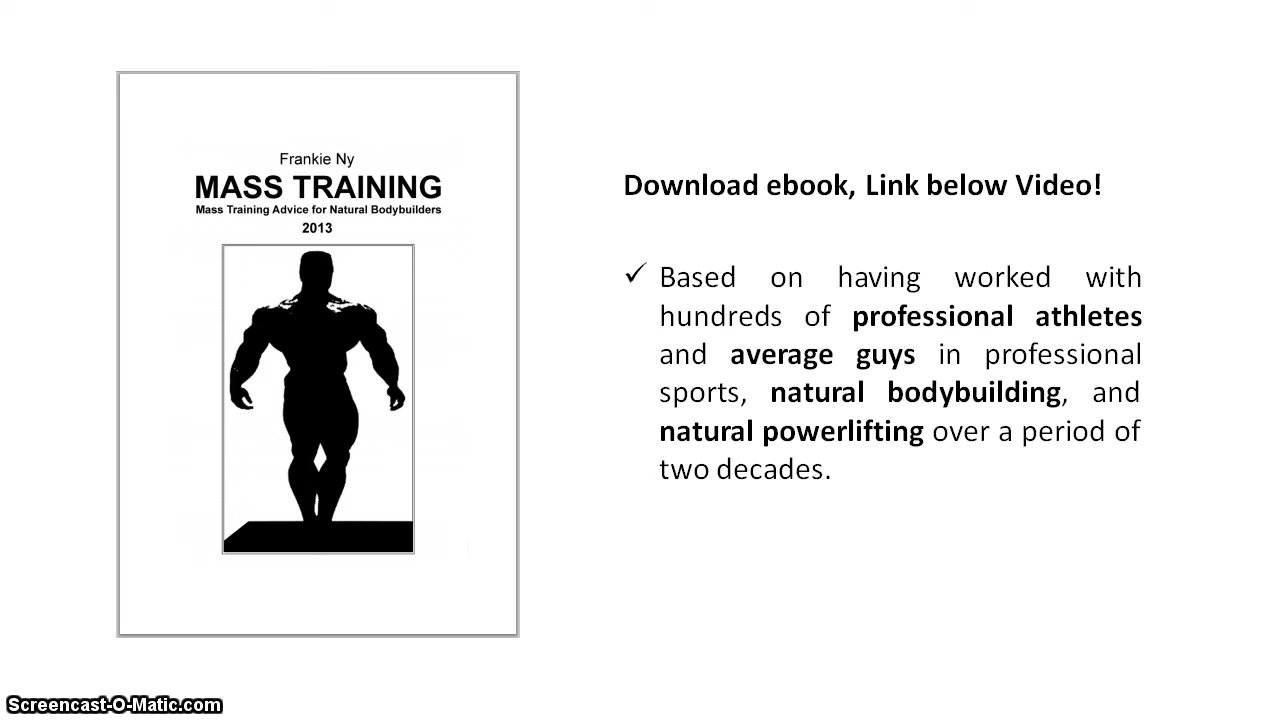 Frankie Ny
MASS TRAINING
Mass Training Advice for Natural Bodybuilders
2013
Download ebook, Link below Video!
✓ Based on having worked with
hundreds of professional athletes
and average guys in professional
sports, natural bodybuilding, and
natural powerlifting over a period of
two decades.
Screencast-O-Matic.com